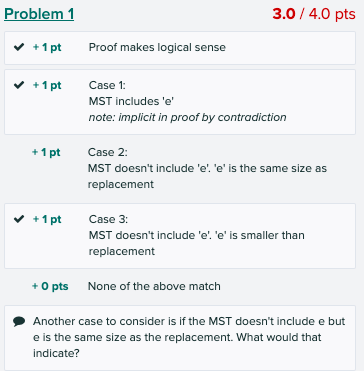 Problem 1 3.0 / 4.0 pts
✔ + 1 pt Proof makes logical sense
✔ + 1 pt Case 1:
MST includes 'e'
note: implicit in proof by contradiction
+ 1 pt Case 2:
MST doesn't include 'e'. 'e' is the same size as
replacement
✔ + 1 pt Case 3:
MST doesn't include 'e'. 'e' is smaller than
replacement
+ 0 pts None of the above match
Another case to consider is if the MST doesn't include e but
e is the same size as the replacement. What would that
indicate?